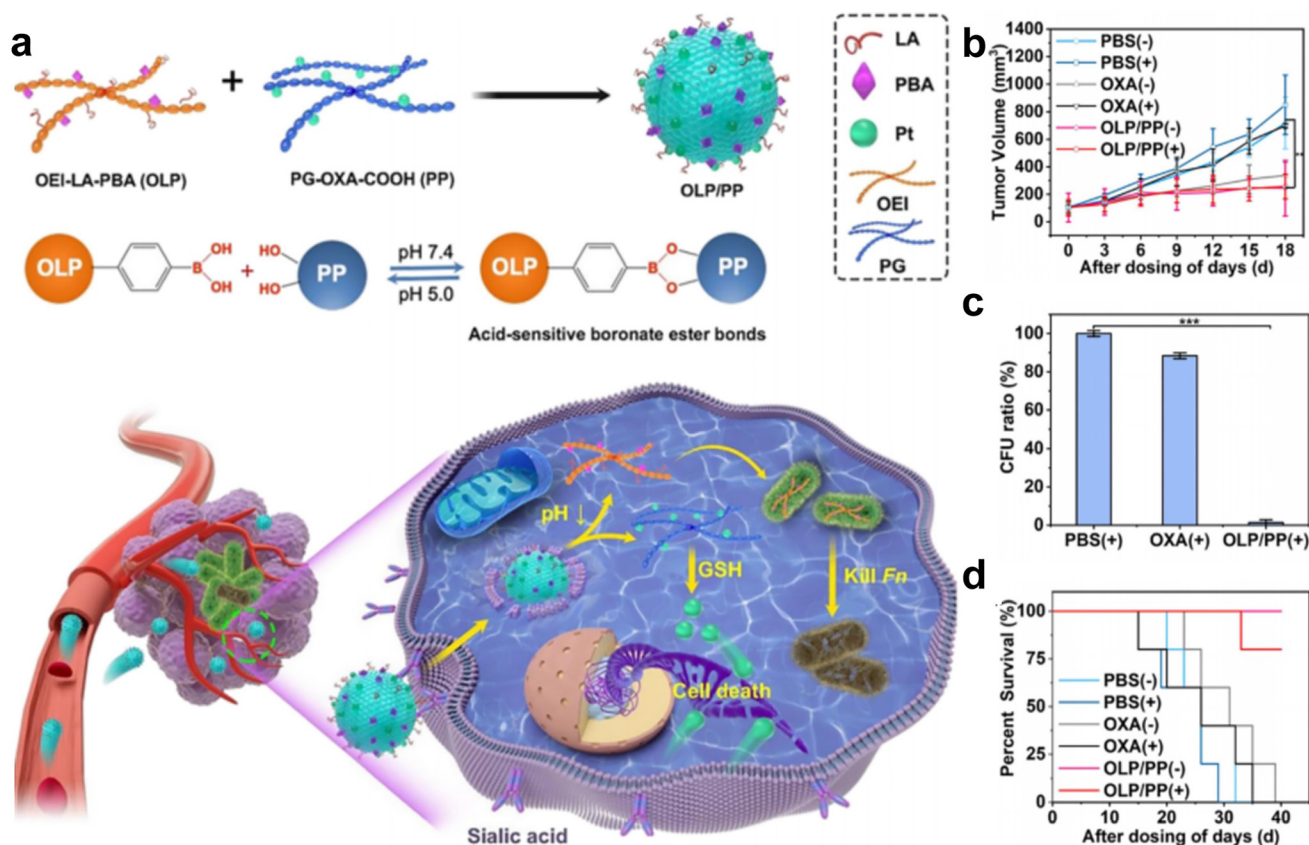 a
+
OEI-LA-PBA (OLP)
PG-OXA-COOH (PP)
OLP/PP
LA
PBA
Pt
OEI
PG
OLP
OH
B
OH
+
HO
HO
PP
pH 7.4
pH 5.0
OLP
B
O
O
PP
Acid-sensitive boronate ester bonds
pH ↓
GSH
Kill Fn
Cell death
Sialic acid
b
Tumor Volume (mm³)
1400
1200
1000
800
600
400
200
0
PBS(-)
PBS(+)
OXA(-)
OXA(+)
OLP/PP(-)
OLP/PP(+)
0 3 6 9 12 15 18
After dosing of days (d)
c
CFU ratio (%)
100
80
60
40
20
0
***
PBS(+) OXA(+) OLP/PP(+)
d
Percent Survival (%)
100
75
50
25
0
PBS(-)
PBS(+)
OXA(-)
OXA(+)
OLP/PP(-)
OLP/PP(+)
0 10 20 30 40
After dosing of days (d)